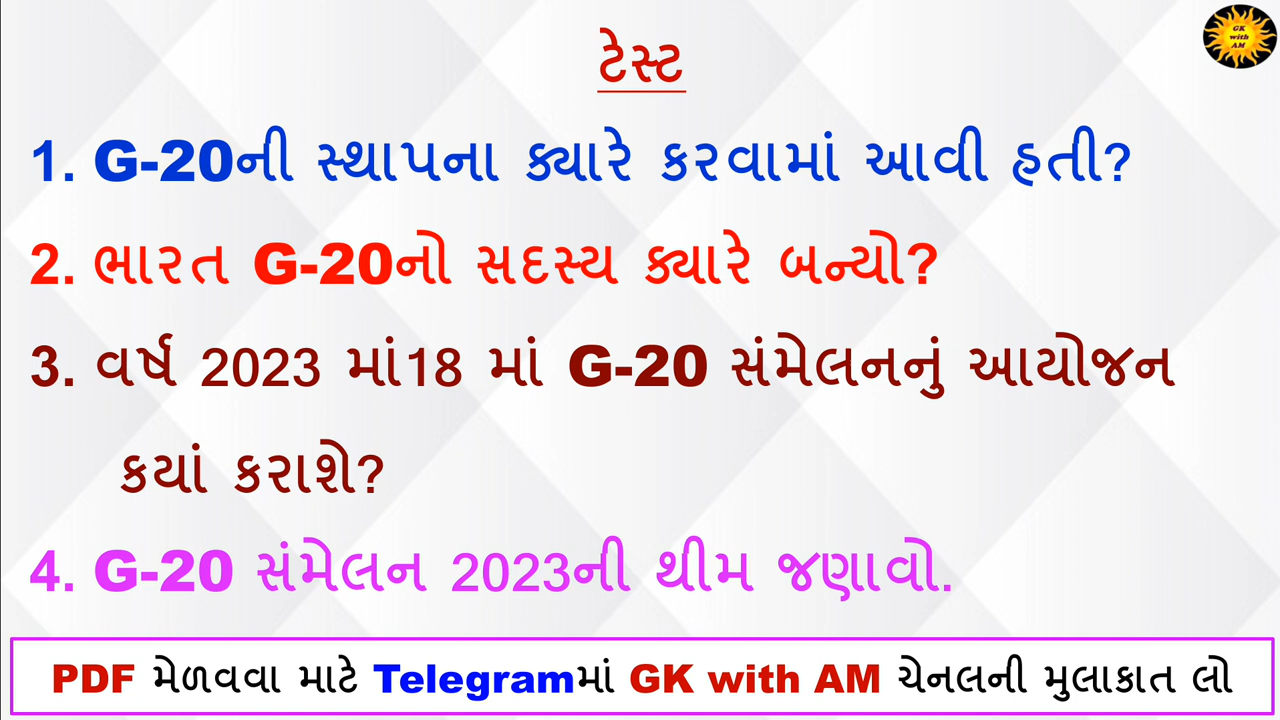 GK
with
AM
ટેસ્ટ
1. G-20ની સ્થાપના ક્યારે કરવામાં આવી હતી?
2. ભારત G-20નો સદસ્ય ક્યારે બન્યો?
3. વર્ષ 2023 માં18 માં G-20 સંમેલનનું આયોજન
કયાં કરાશે?
4. G-20 સંમેલન 2023ની થીમ જણાવો.
PDF મેળવવા માટે Telegramમાં GK with AM ચેનલની મુલાકાત લો